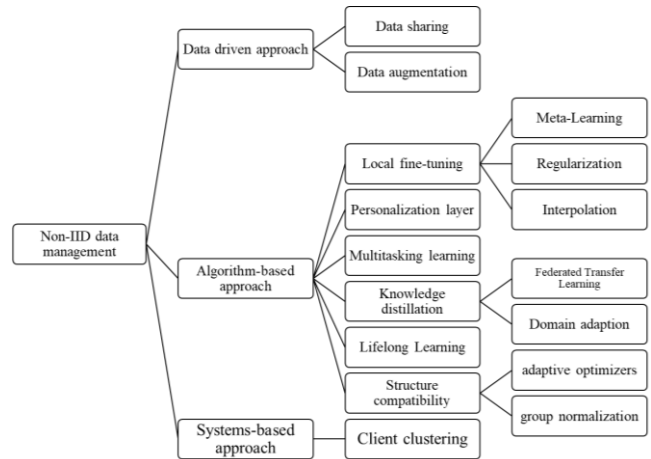 Data sharing
Data driven approach
Data augmentation
Meta-Learning
Local fine-tuning
Regularization
Personalization layer
Interpolation
Non-IID data
management
Multitasking learning
Algorithm-based
approach
Knowledge
distillation
Federated Transfer
Learning
Domain adaption
Lifelong Learning
Structure
compatibility
adaptive optimizers
group normalization
Systems-based
approach
Client clustering